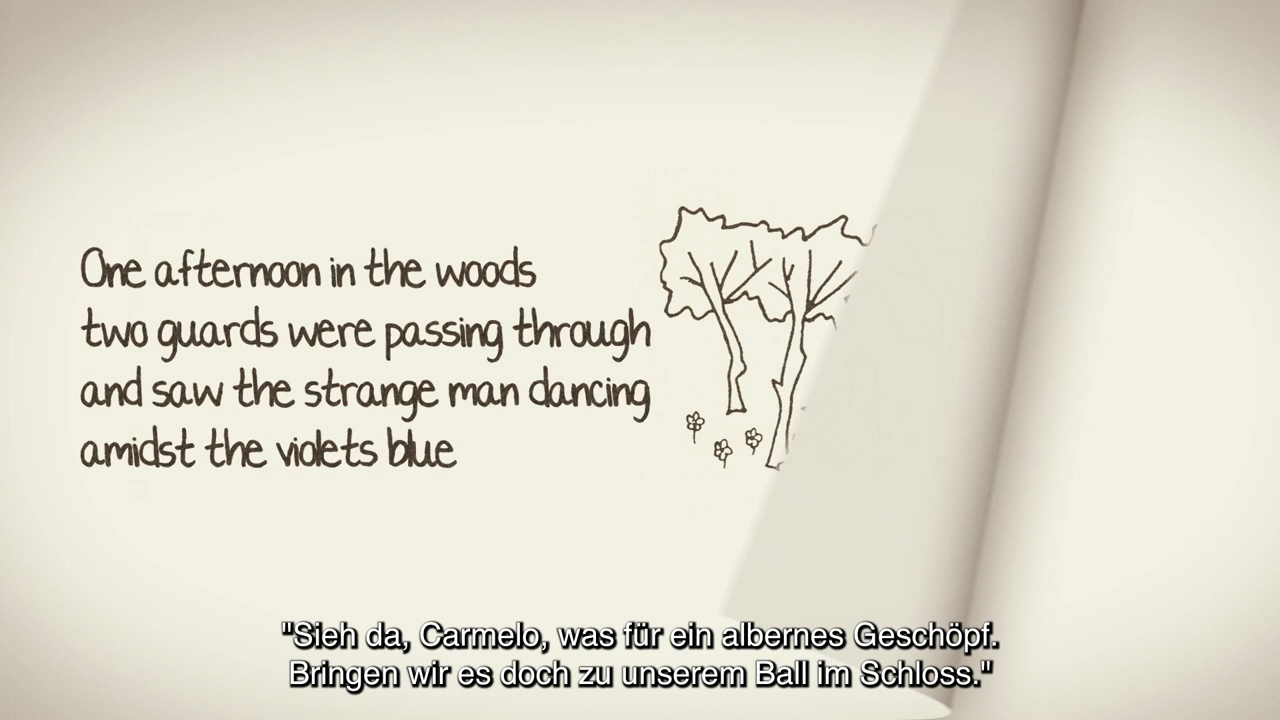 One afternoon in the woods
two guards were passing through
and saw the strange man dancing
amidst the violets blue
"Sieh da, Carmelo, was für ein albernes Geschöpf.
Bringen wir es doch zu unserem Ball im Schloss."